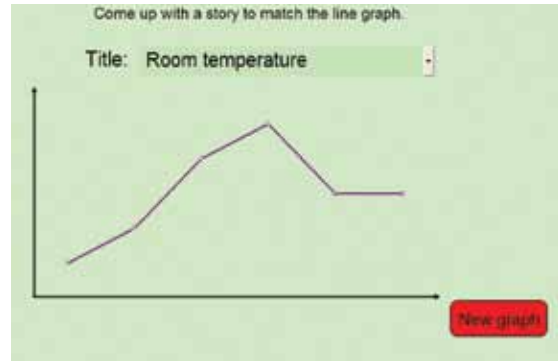 Come up with a story to match the line graph.
Title: Room temperature
New graph